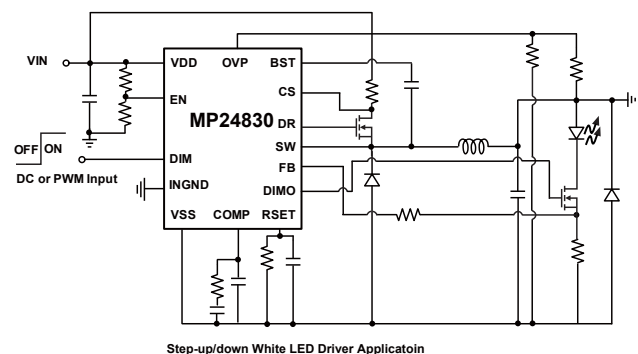 VIN
VDD
OVP
BST
EN
CS
MP24830
DR
OFF
ON
SW
DIM
FB
DC or PWM Input
INGND
DIMO
VSS
COMP
RSET
Step-up/down White LED Driver Applicatoin